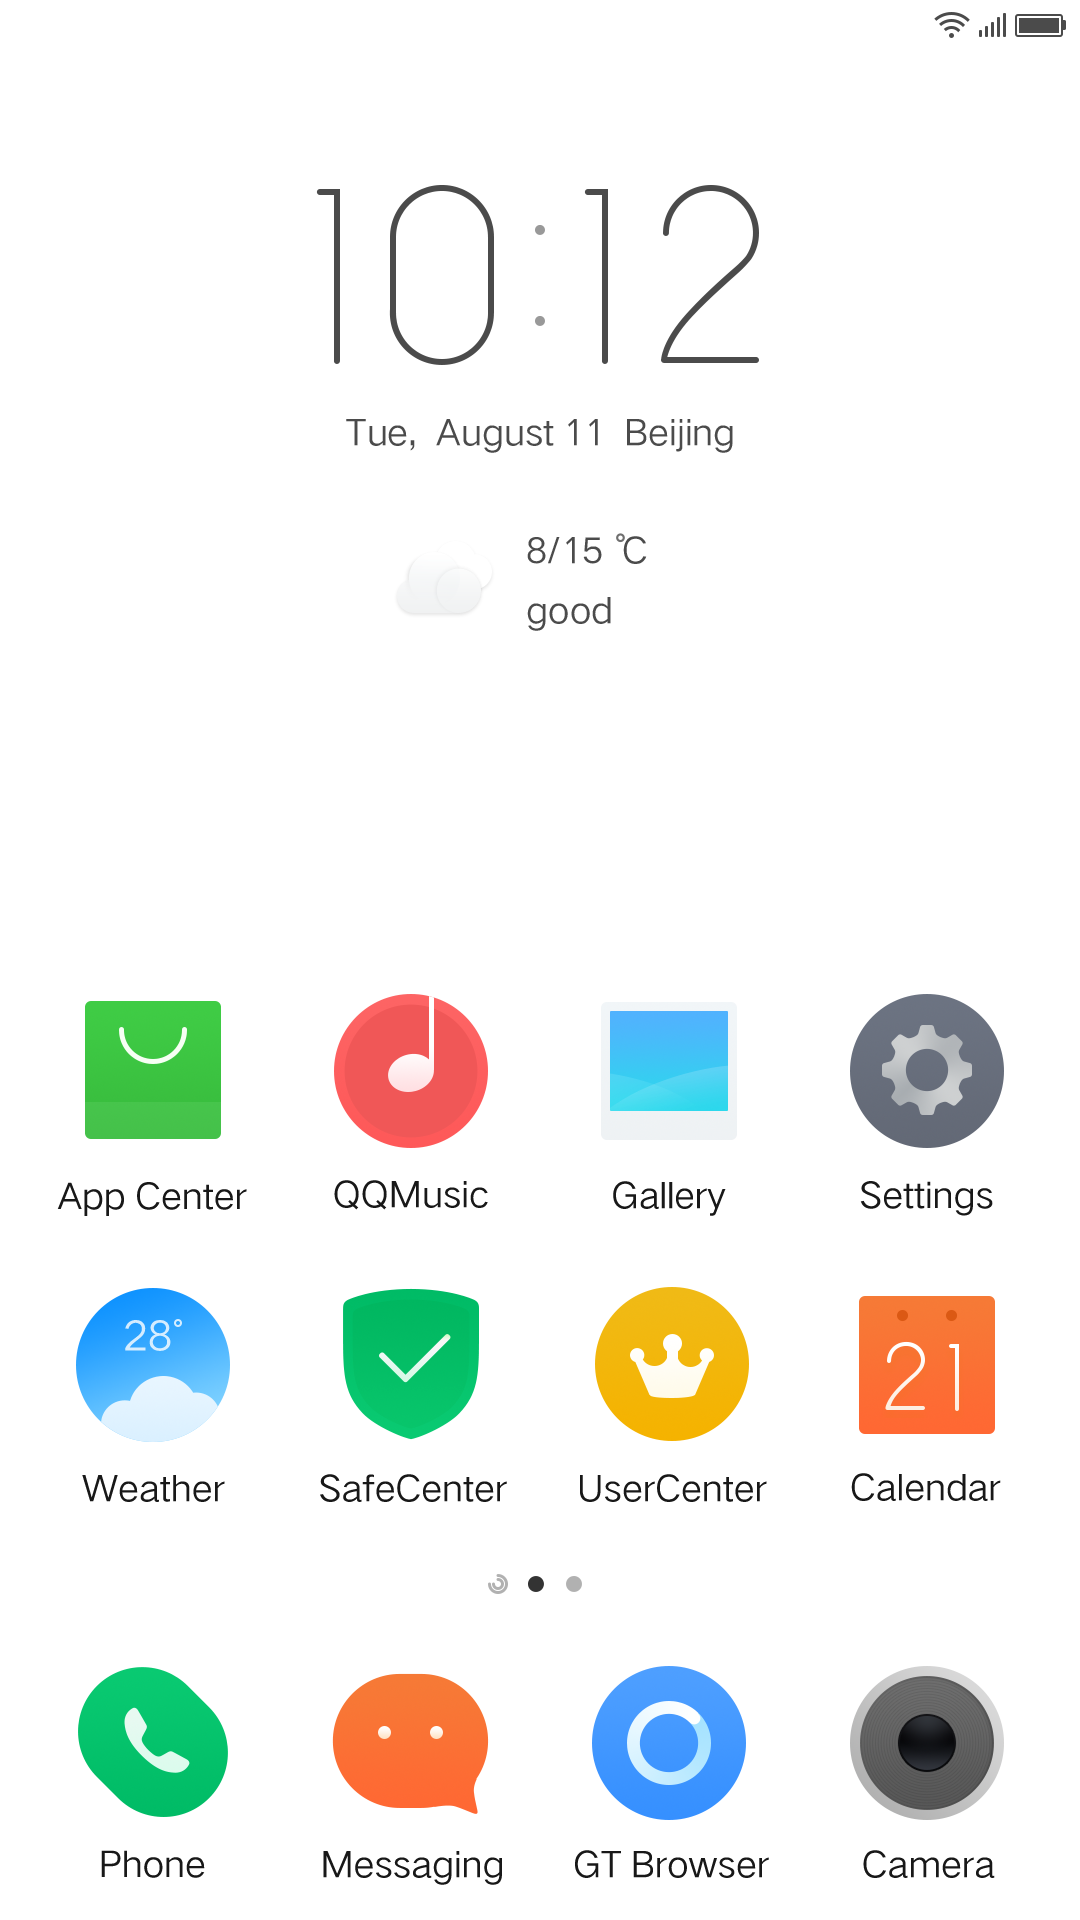 10:12
Tue, August 11 Beijing
8/15 ℃
good
App Center
QQMusic
Gallery
Settings
28°
21
Weather
SafeCenter
UserCenter
Calendar
Phone
Messaging
GT Browser
Camera